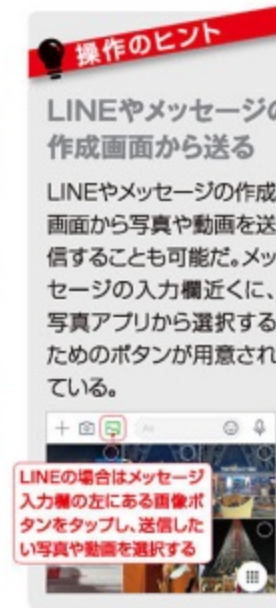 操作のヒント
LINEやメッセージの
作成画面から送る
LINEやメッセージの作成
画面から写真や動画を送
信することも可能だ。メッ
セージの入力欄近くに、
写真アプリから選択する
ためのボタンが用意され
ている。
Aa
LINEの場合はメッセージ
入力欄の左にある画像ボ
タンをタップし、送信した
い写真や動画を選択する